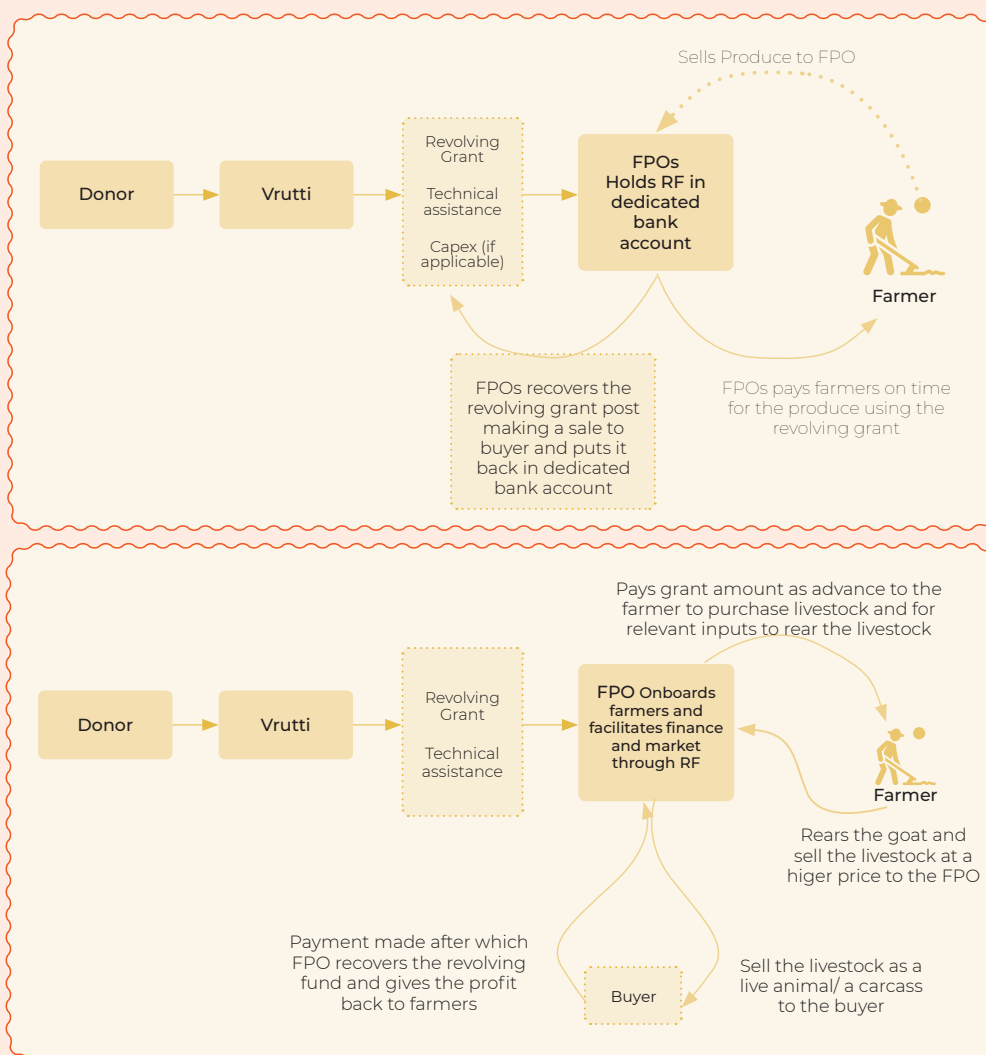 Sells Produce to FPO
Donor
Vrutti
Revolving
Grant
Technical
assistance
Capex (if
applicable)
FPOs
Holds RF in
dedicated
bank
account
Farmer
FPOs recovers the
revolving grant post
making a sale to
buyer and puts it
back in dedicated
bank account
FPOs pays farmers on time
for the produce using the
revolving grant
Pays grant amount as advance to the
farmer to purchase livestock and for
relevant inputs to rear the livestock
Donor
Vrutti
Revolving
Grant
Technical
assistance
FPO Onboards
farmers and
facilitates finance
and market
through RF
Farmer
Rears the goat and
sell the livestock at a
higer price to the FPO
Payment made after which
FPO recovers the revolving
fund and gives the profit
back to farmers
Buyer
Sell the livestock as a
live animal/ a carcass
to the buyer